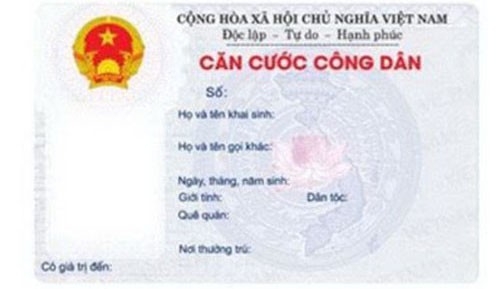 CỘNG HÒA XÃ HỘI CHỦ NGHĨA VIỆT NAM
Độc lập - Tự do - Hạnh phúc
CĂN CƯỚC CÔNG DÂN
Số:
Họ và tên khai sinh:
Họ và tên gọi khác:
Ngày, tháng, năm sinh:
Giới tính: Dân tộc:
Quê quán:
Nơi thường trú:
Có giá trị đến: